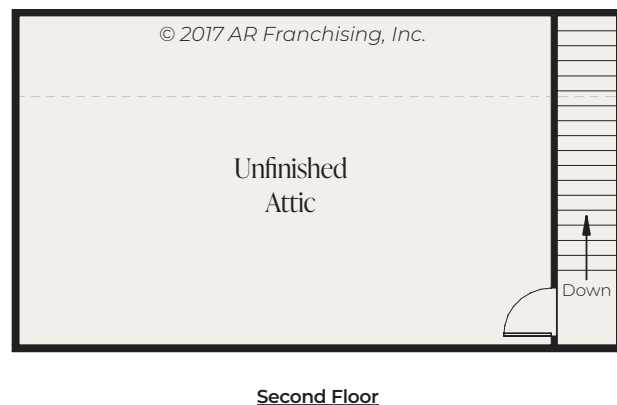 © 2017 AR Franchising, Inc.
Unfinished
Attic
Down
Second Floor